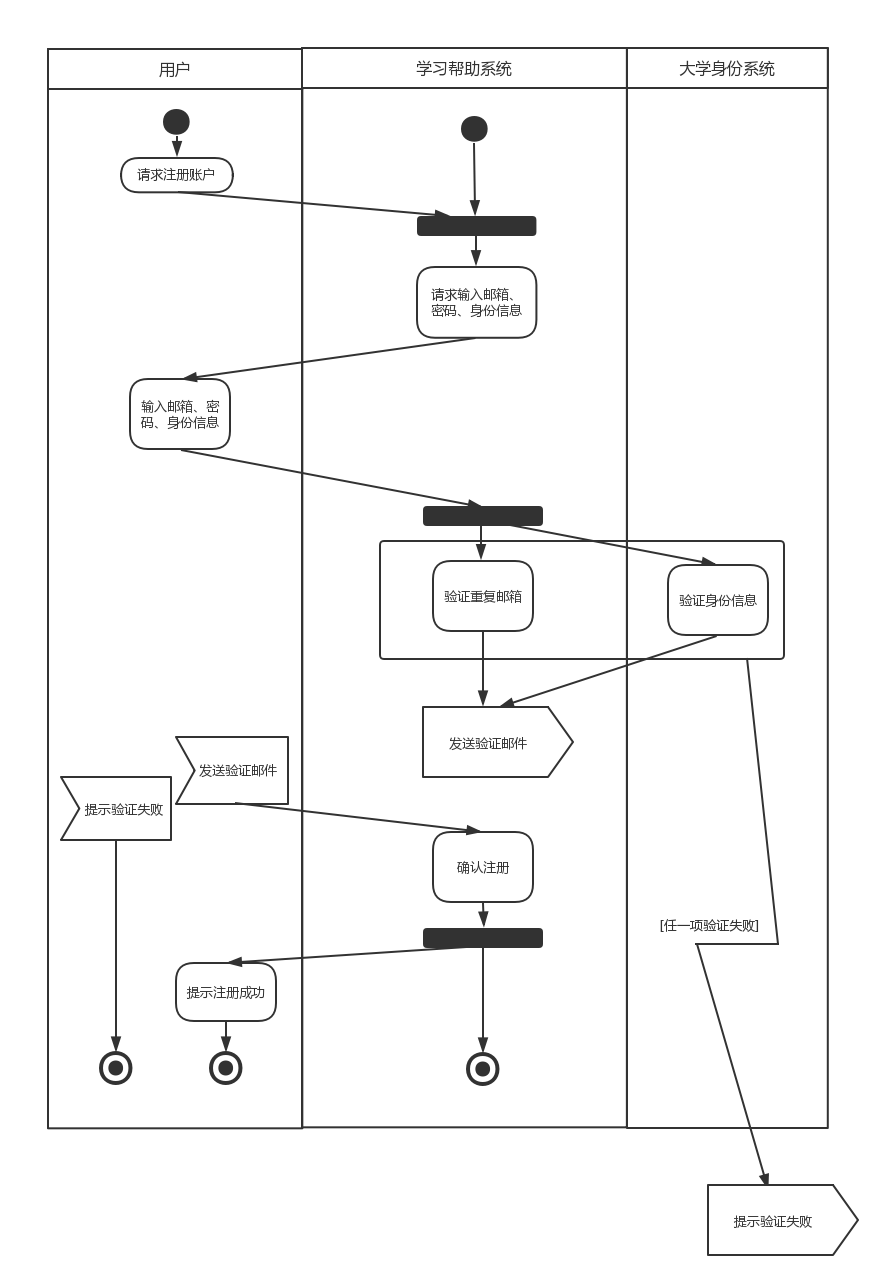 用户
学习帮助系统
大学身份系统
请求注册账户
请求输入邮箱、
密码、身份信息
输入邮箱、密
码、身份信息
验证重复邮箱
验证身份信息
发送验证邮件
发送验证邮件
提示验证失败
确认注册
[任一项验证失败]
提示注册成功
提示验证失败